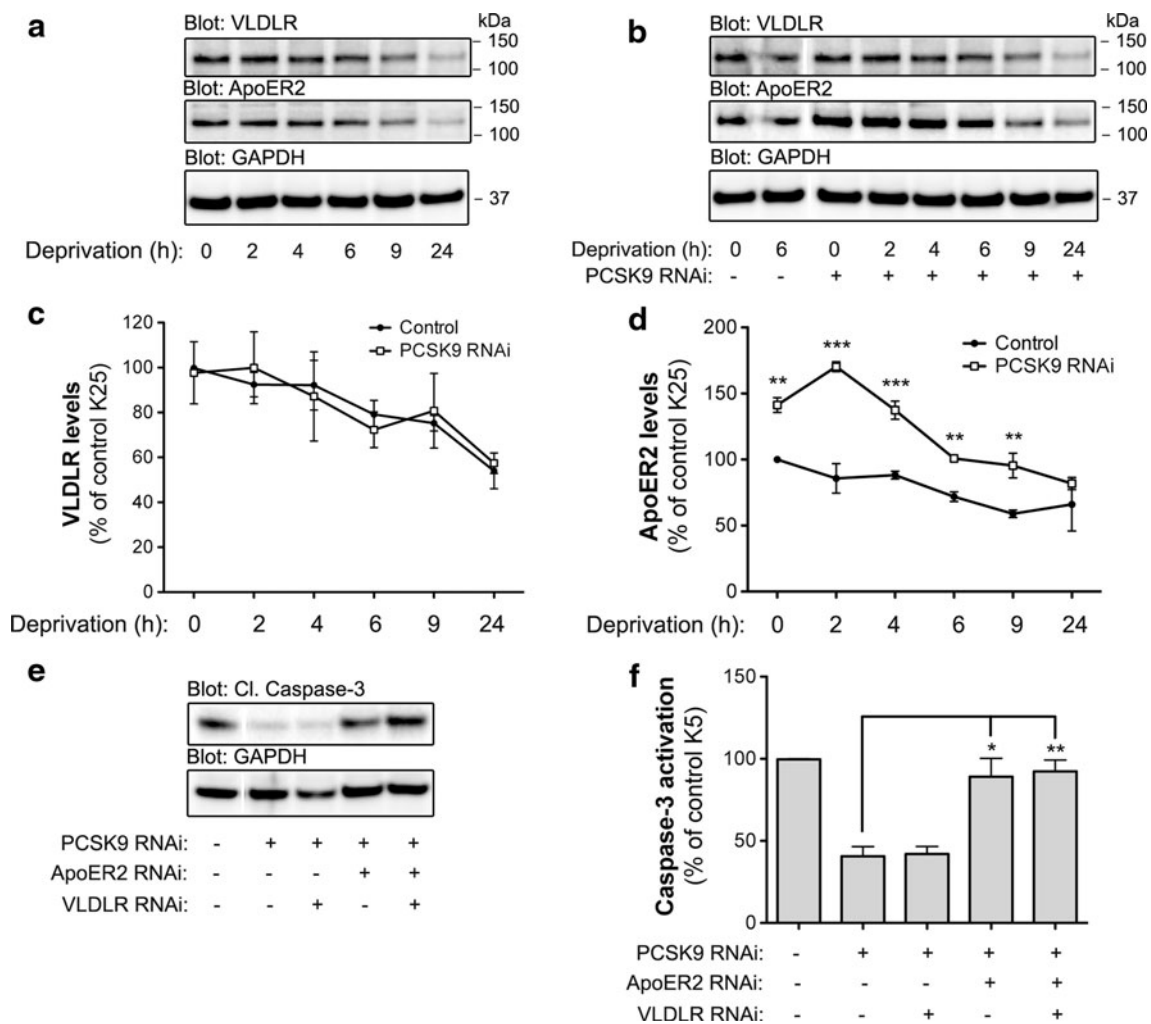 a
Blot: VLDLR
kDa
150
100
Blot: ApoER2
150
100
Blot: GAPDH
37
Deprivation (h): 0 2 4 6 9 24
b
Blot: VLDLR
kDa
150
100
Blot: ApoER2
150
100
Blot: GAPDH
37
Deprivation (h): 0 6 0 2 4 6 9 24
PCSK9 RNAi: - - + + + + + +
c
VLDLR levels
(% of control K25)
120
100
80
60
40
20
0
Control
PCSK9 RNAi
Deprivation (h): 0 2 4 6 9 24
d
ApoER2 levels
(% of control K25)
200
150
100
50
0
Control
PCSK9 RNAi
** *** *** ** **
Deprivation (h): 0 2 4 6 9 24
e
Blot: Cl. Caspase-3
Blot: GAPDH
PCSK9 RNAi: - + + + +
ApoER2 RNAi: - - - + +
VLDLR RNAi: - - + - +
f
Caspase-3 activation
(% of control K5)
150
100
50
0
* **
PCSK9 RNAi: - + + + +
ApoER2 RNAi: - - - + +
VLDLR RNAi: - - + - +